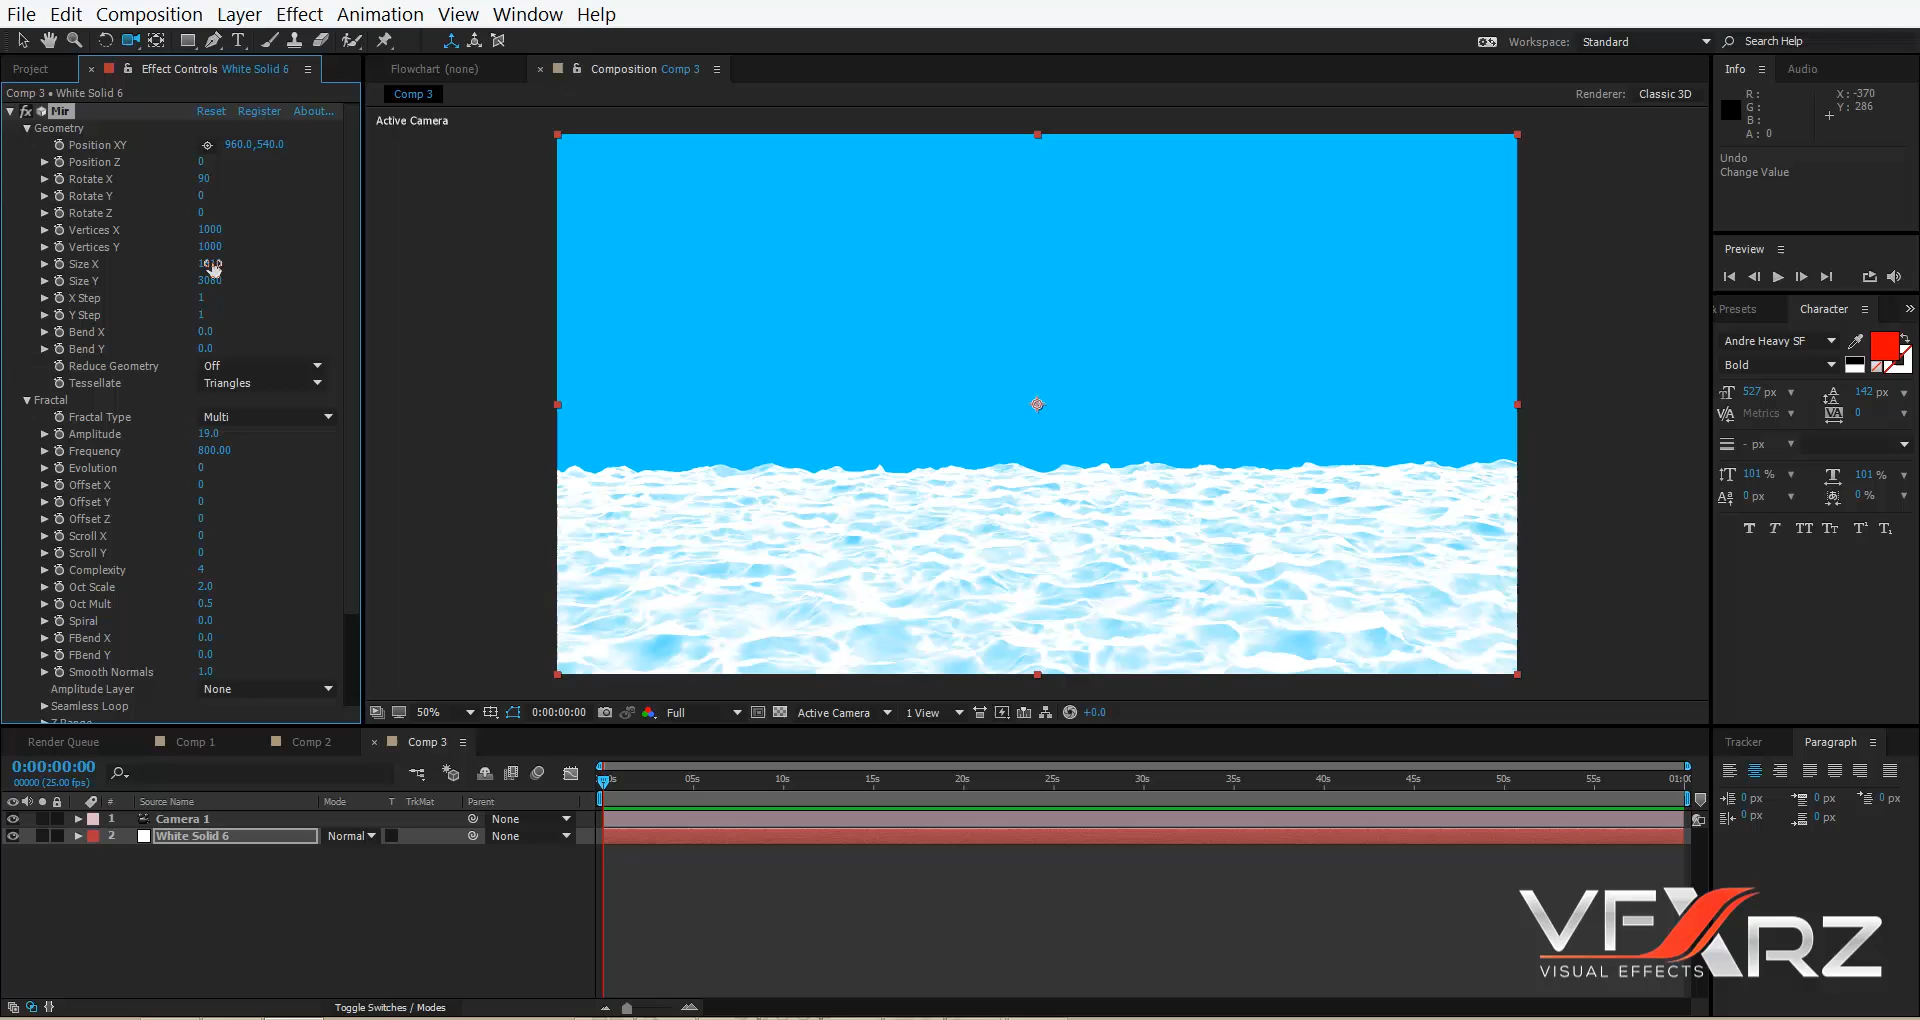 File Edit Composition Layer Effect Animation View Window Help
Workspace: Standard Search Help
Project Effect Controls White Solid 6 Flowchart (none) Composition Comp 3 Info Audio
Comp 3 • White Solid 6 Comp 3 Renderer: Classic 3D
R: X: -370
G: Y: 286
B:
A: 0
fx Mir Reset Register About... Active Camera
Geometry
Position XY 960.0,540.0
Position Z 0
Undo
Rotate X 90
Change Value
Rotate Y 0
Rotate Z 0
Vertices X 1000
Vertices Y 1000
Preview
Size X
Size Y
X Step 1
Presets Character
Y Step 1
Bend X 0.0
Andre Heavy SF
Bend Y 0.0
Reduce Geometry Off
Bold
Tessellate Triangles
527 px 142 px
Fractal
Metrics 0
Fractal Type Multi
Amplitude 19.0
- px
Frequency 800.00
Evolution 0
101 % 101 %
Offset X 0
0 px 0 %
Offset Y 0
Offset Z 0
T T TT Tt T¹ T₁
Scroll X 0
Scroll Y 0
Complexity 4
Oct Scale 2.0
Oct Mult 0.5
Spiral 0.0
FBend X 0.0
FBend Y 0.0
Smooth Normals 1.0
Amplitude Layer None
Seamless Loop
50% 0:00:00:00 Full Active Camera 1 View +0.0
Render Queue Comp 1 Comp 2 Comp 3 Tracker Paragraph
0:00:00:00
00000 (25.00 fps)
05s 10s 15s 20s 25s 30s 35s 40s 45s 50s 55s
# Source Name Mode T TrkMat Parent
0 px 0 px 0 px
0 px 0 px
1 Camera 1 None
2 White Solid 6 Normal None
VFXARZ
VISUAL EFFECTS
Toggle Switches / Modes